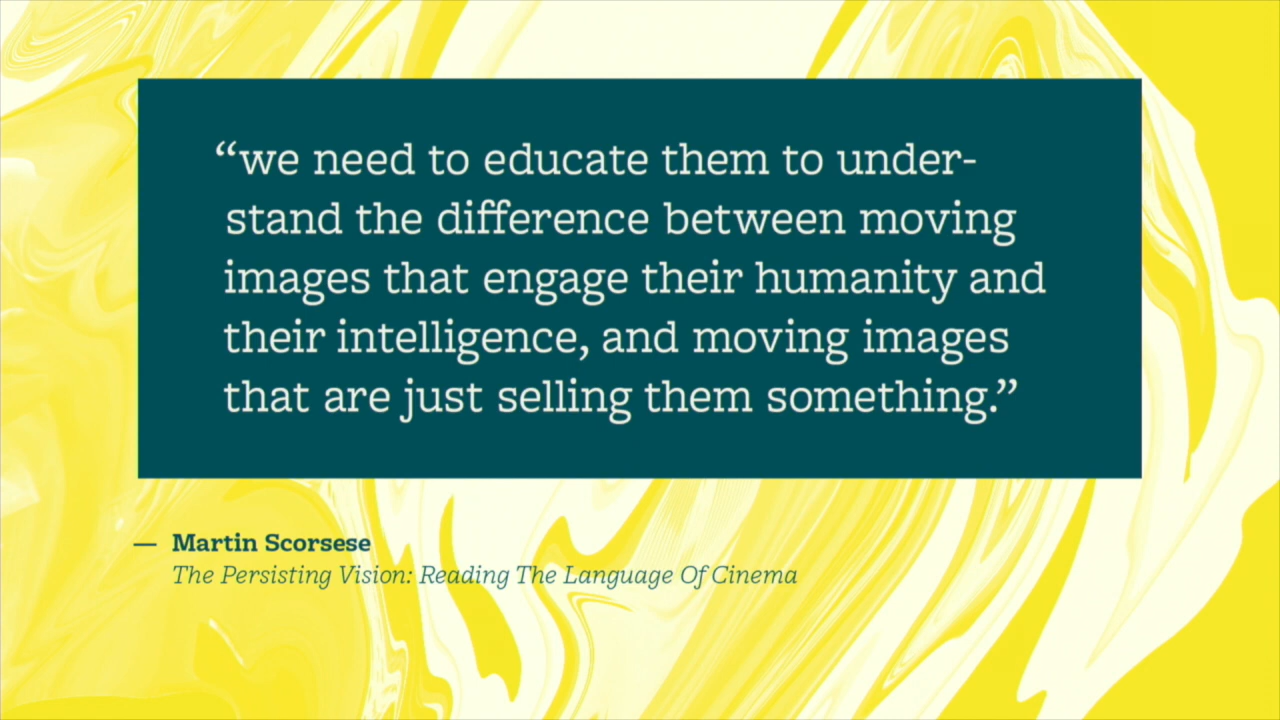 “we need to educate them to under-
stand the difference between moving
images that engage their humanity and
their intelligence, and moving images
that are just selling them something.”
— Martin Scorsese
The Persisting Vision: Reading The Language Of Cinema